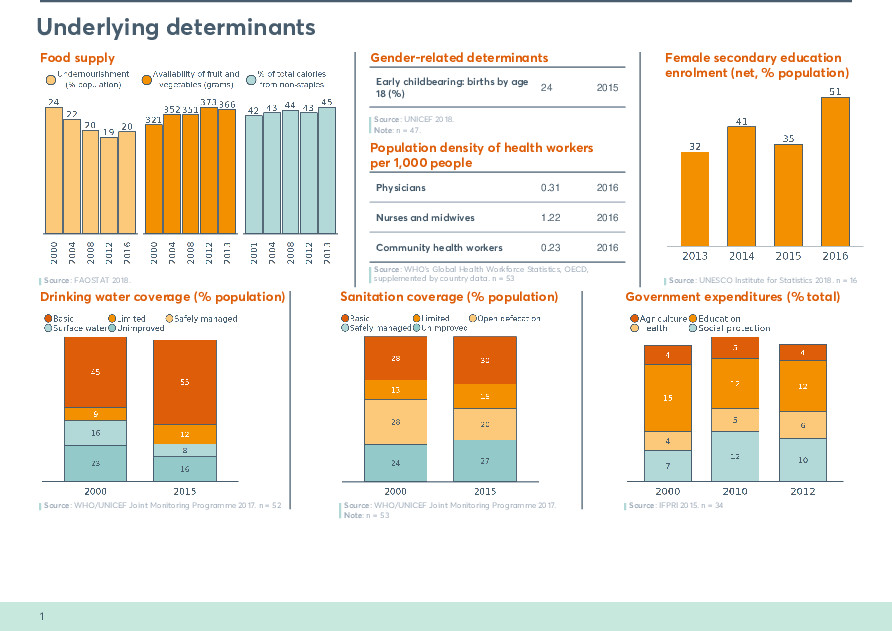 Underlying determinants
Food supply
Undernourishment
(% population)
Availability of fruit and
vegetables (grams)
% of total calories
from non-staples
24
22
20
19
20
321
352
351
373
366
42
43
44
43
45
2000
2004
2008
2012
2016
2000
2004
2008
2012
2013
2001
2004
2008
2012
2013
Source: FAOSTAT 2018.
Gender-related determinants
Early childbearing: births by age
18 (%)
24
2015
Source: UNICEF 2018.
Note: n = 47.
Population density of health workers
per 1,000 people
Physicians 0.31 2016
Nurses and midwives 1.22 2016
Community health workers 0.23 2016
Source: WHO's Global Health Workforce Statistics, OECD,
supplemented by country data. n = 53
Female secondary education
enrolment (net, % population)
32
41
35
51
2013
2014
2015
2016
Source: UNESCO Institute for Statistics 2018. n = 16
Drinking water coverage (% population)
Basic Limited Safely managed
Surface water Unimproved
45
9
16
23
55
12
8
16
2000
2015
Source: WHO/UNICEF Joint Monitoring Programme 2017. n = 52
Sanitation coverage (% population)
Basic Limited Open defecation
Safely managed Unimproved
28
13
28
24
30
16
20
27
2000
2015
Source: WHO/UNICEF Joint Monitoring Programme 2017.
Note: n = 53
Government expenditures (% total)
Agriculture Education
Health Social protection
4
15
4
7
5
12
5
12
4
12
6
10
2000
2010
2012
Source: IFPRI 2015. n = 34
1